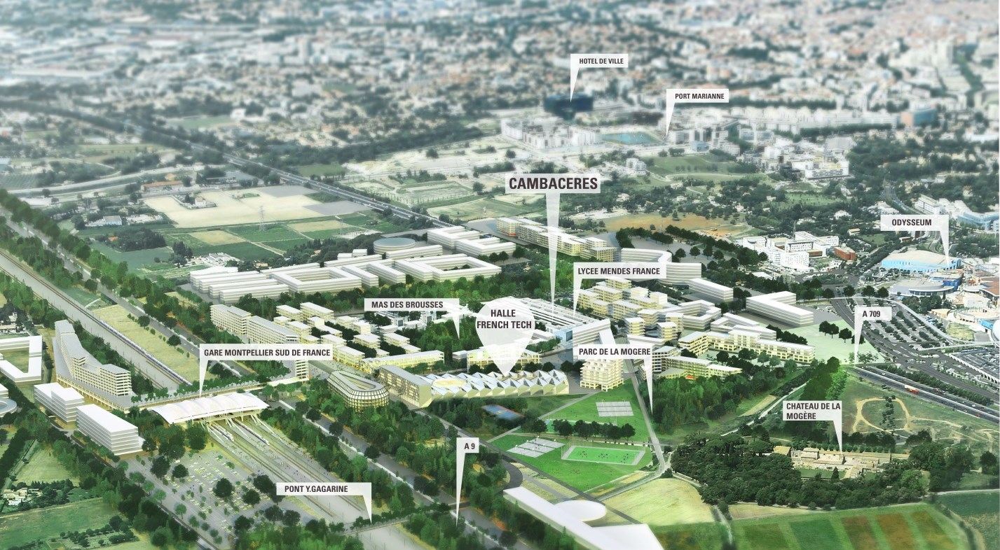 HOTEL DE VILLE
PORT MARIANNE
CAMBACERES
ODYSSEUM
LYCEE MENDES FRANCE
MAS DES BROUSSES
HALLE
FRENCH TECH
A 709
GARE MONTPELLIER SUD DE FRANCE
PARC DE LA MOGERE
CHATEAU DE LA
MOGÈRE
A 9
PONT Y.GAGARINE